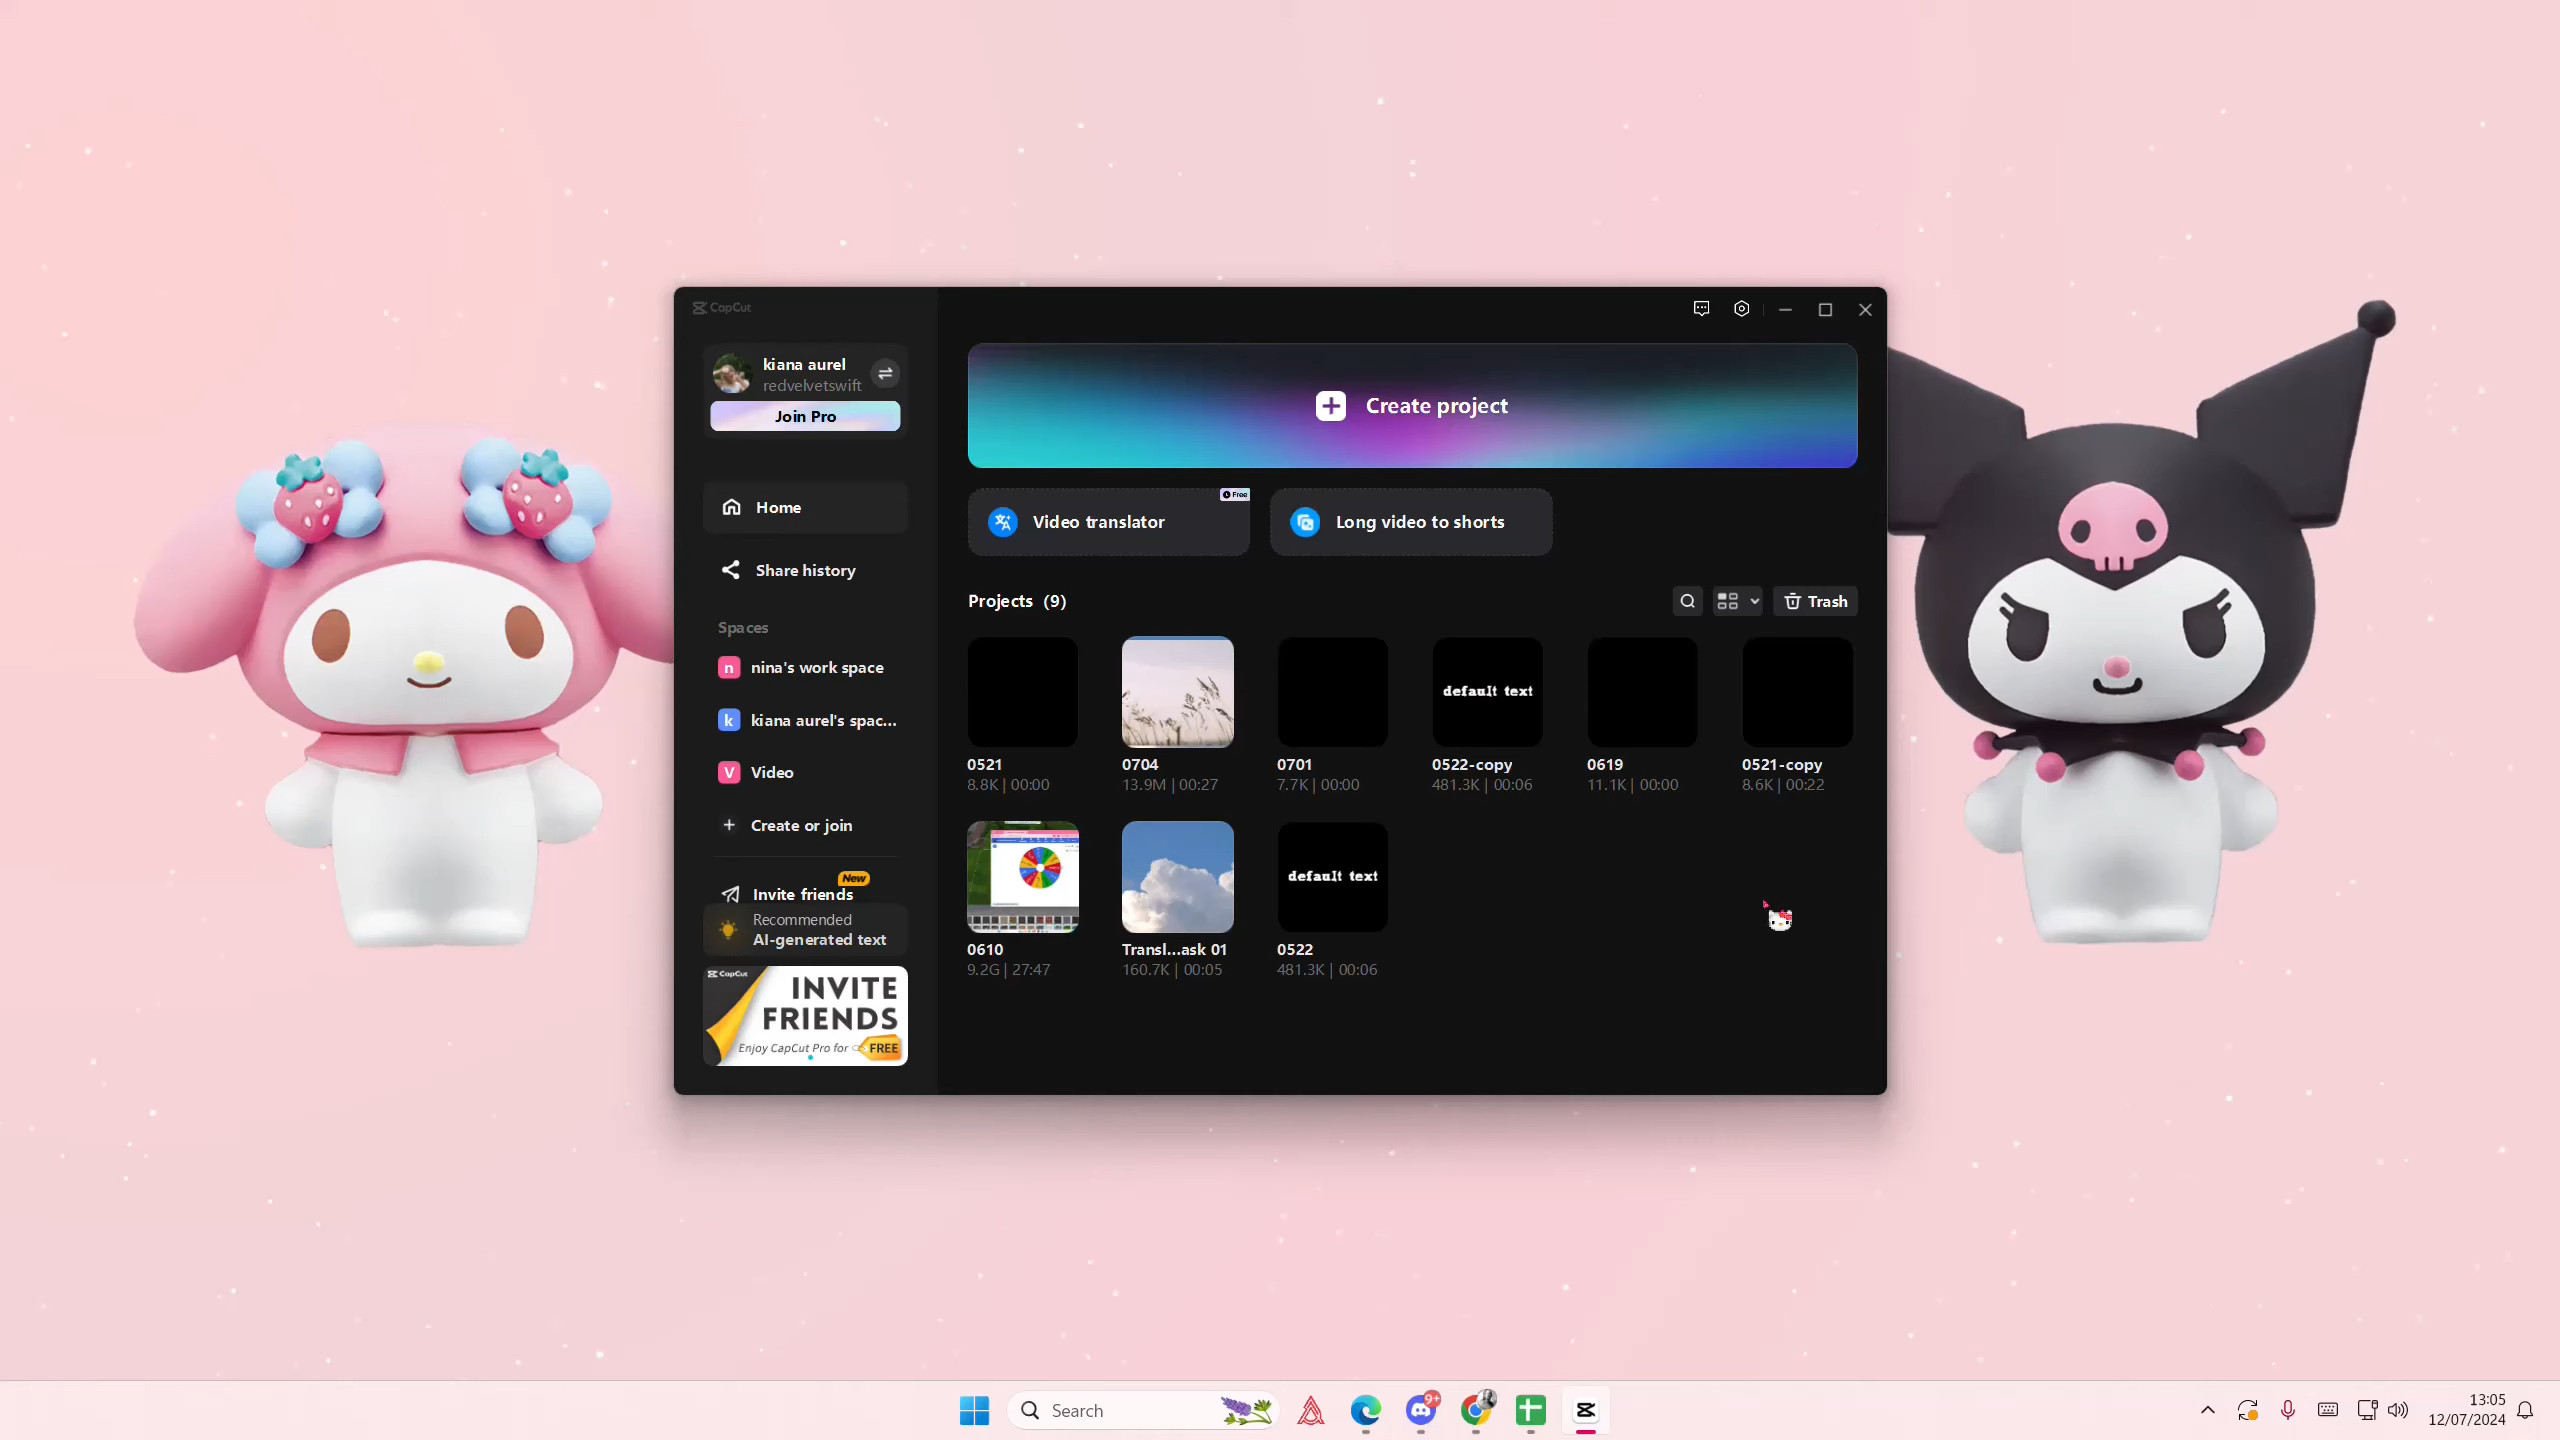 CapCut
kiana aurel
redvelvetswift
Join Pro
Home
Share history
Spaces
n nina's work space
k kiana aurel's spac...
V Video
+ Create or join
New
Invite friends
Recommended
AI-generated text
CapCut
INVITE
FRIENDS
Enjoy CapCut Pro for FREE
Create project
Free
Video translator
Long video to shorts
Projects (9)
Trash
default text
0521
8.8K | 00:00
0704
13.9M | 00:27
0701
7.7K | 00:00
0522-copy
481.3K | 00:06
0619
11.1K | 00:00
0521-copy
8.6K | 00:22
default text
0610
9.2G | 27:47
Transl...ask 01
160.7K | 00:05
0522
481.3K | 00:06
Search
9+
13:05
12/07/2024